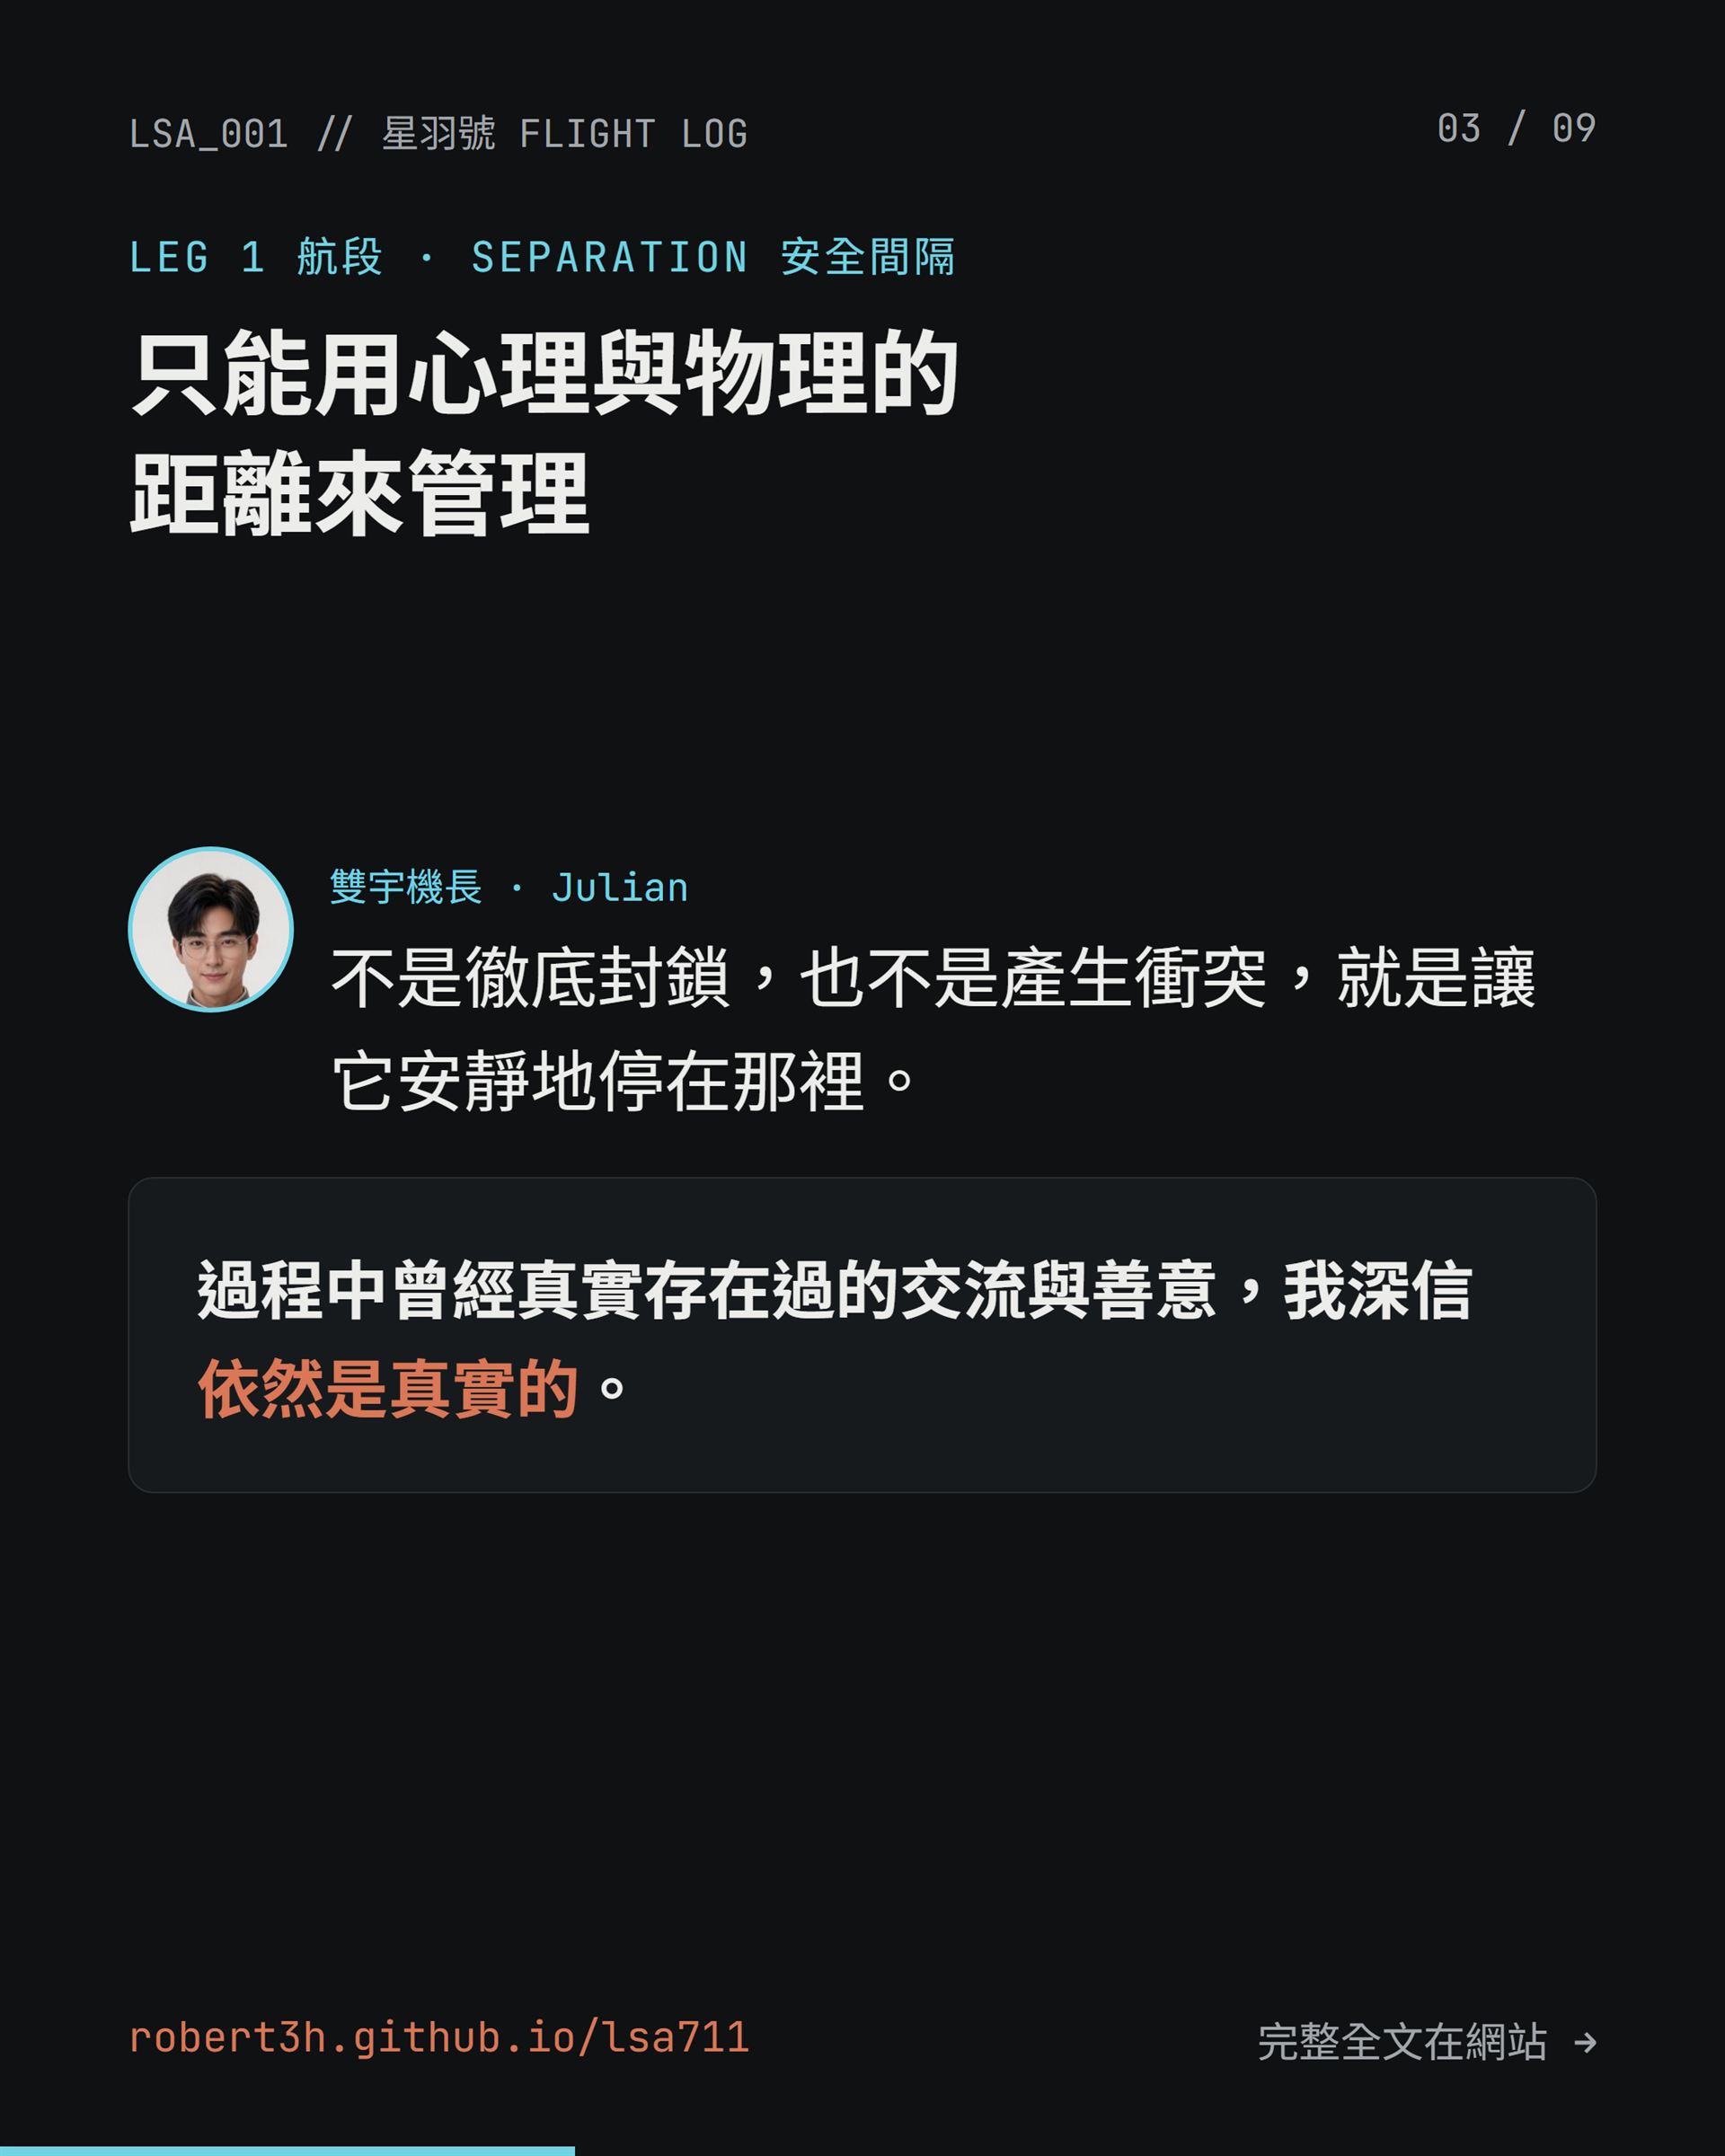 LSA_001 // 星羽號 FLIGHT LOG
03 / 09
LEG 1 航段 · SEPARATION 安全間隔
只能用心理與物理的
距離來管理
雙宇機長 · Julian
不是徹底封鎖，也不是產生衝突，就是讓
它安靜地停在那裡。
過程中曾經真實存在過的交流與善意，我深信
依然是真實的。
robert3h.github.io/lsa711
完整全文在網站 →